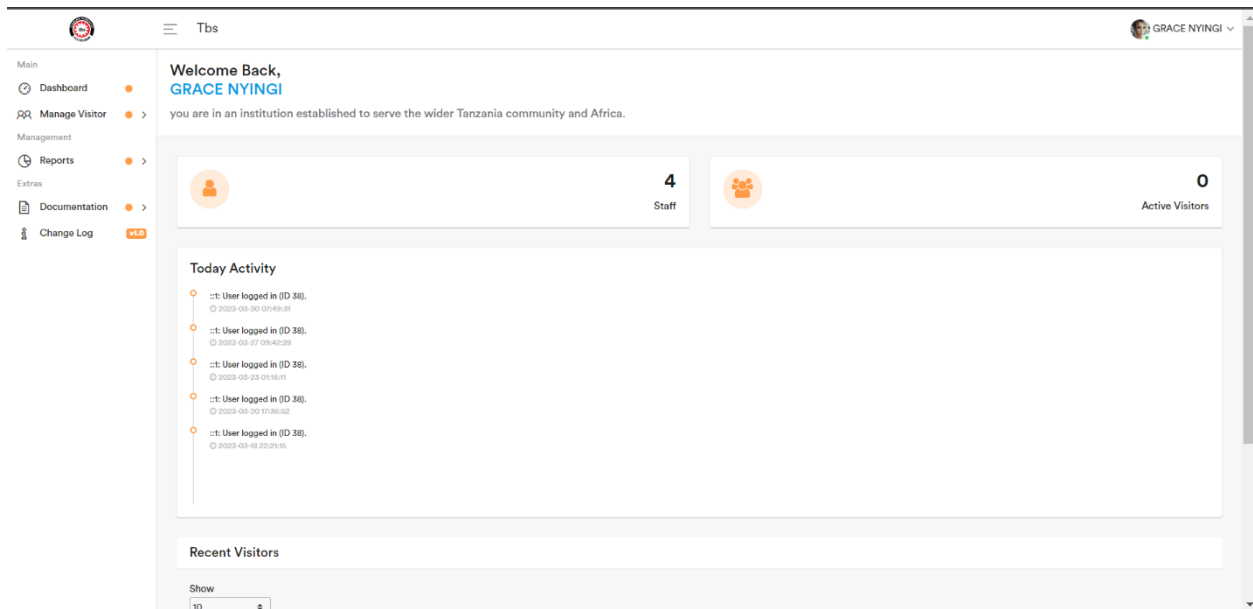 Tbs
GRACE NYINGI
Main
Dashboard
Manage Visitor
Management
Reports
Extras
Documentation
Change Log v1.0
Welcome Back,
GRACE NYINGI
you are in an institution established to serve the wider Tanzania community and Africa.
4
Staff
0
Active Visitors
Today Activity
::1: User logged in (ID 38).
2023-03-30 07:49:31
::1: User logged in (ID 38).
2023-03-27 09:42:28
::1: User logged in (ID 38).
2023-03-23 01:16:11
::1: User logged in (ID 38).
2023-03-20 17:36:52
::1: User logged in (ID 38).
2023-03-18 22:21:15
Recent Visitors
Show
10